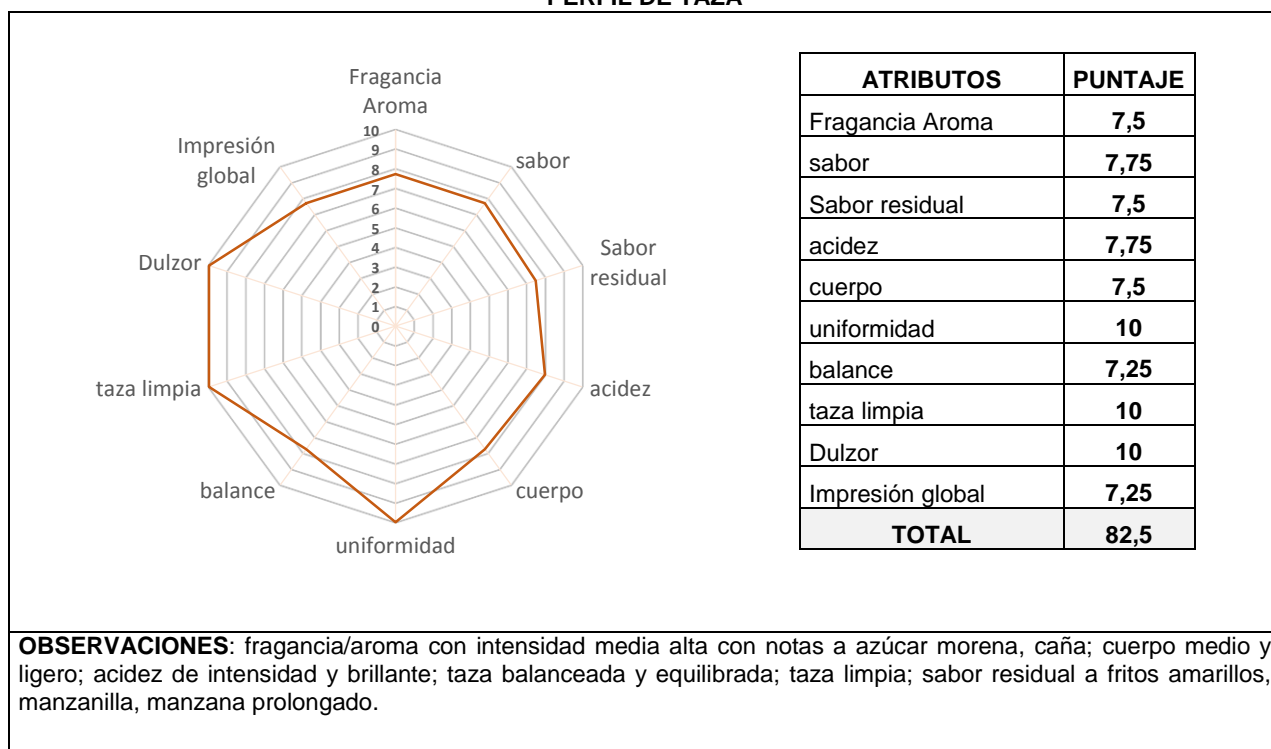 PERFIL DE TAZA
Fragancia
Aroma
Impresión
global
sabor
Dulzor
Sabor
residual
taza limpia
acidez
balance
cuerpo
uniformidad
10
9
8
7
6
5
4
3
2
1
0
ATRIBUTOS PUNTAJE
Fragancia Aroma 7,5
sabor 7,75
Sabor residual 7,5
acidez 7,75
cuerpo 7,5
uniformidad 10
balance 7,25
taza limpia 10
Dulzor 10
Impresión global 7,25
TOTAL 82,5
OBSERVACIONES: fragancia/aroma con intensidad media alta con notas a azúcar morena, caña; cuerpo medio y
ligero; acidez de intensidad y brillante; taza balanceada y equilibrada; taza limpia; sabor residual a fritos amarillos,
manzanilla, manzana prolongado.